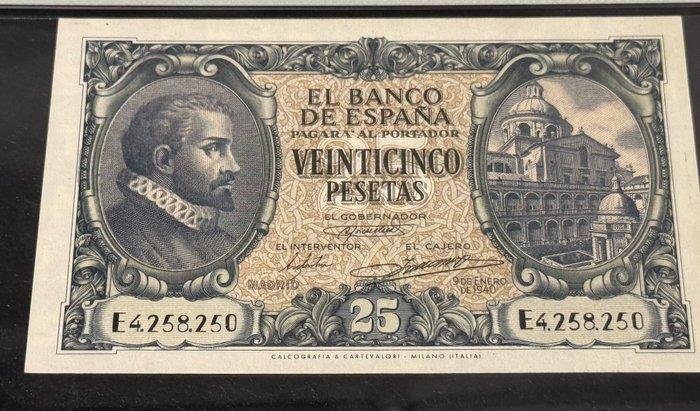 EL BANCO
DE ESPAÑA
PAGARÁ AL PORTADOR
25
VEINTICINCO
PESETAS
EL GOBERNADOR
EL INTERVENTOR EL CAJERO
MADRID 9 DE ENERO
DE 1940
E4.258.250 25 E4.258.250
CALCOGRAFIA & CARTEVALORI - MILANO (ITALIA)